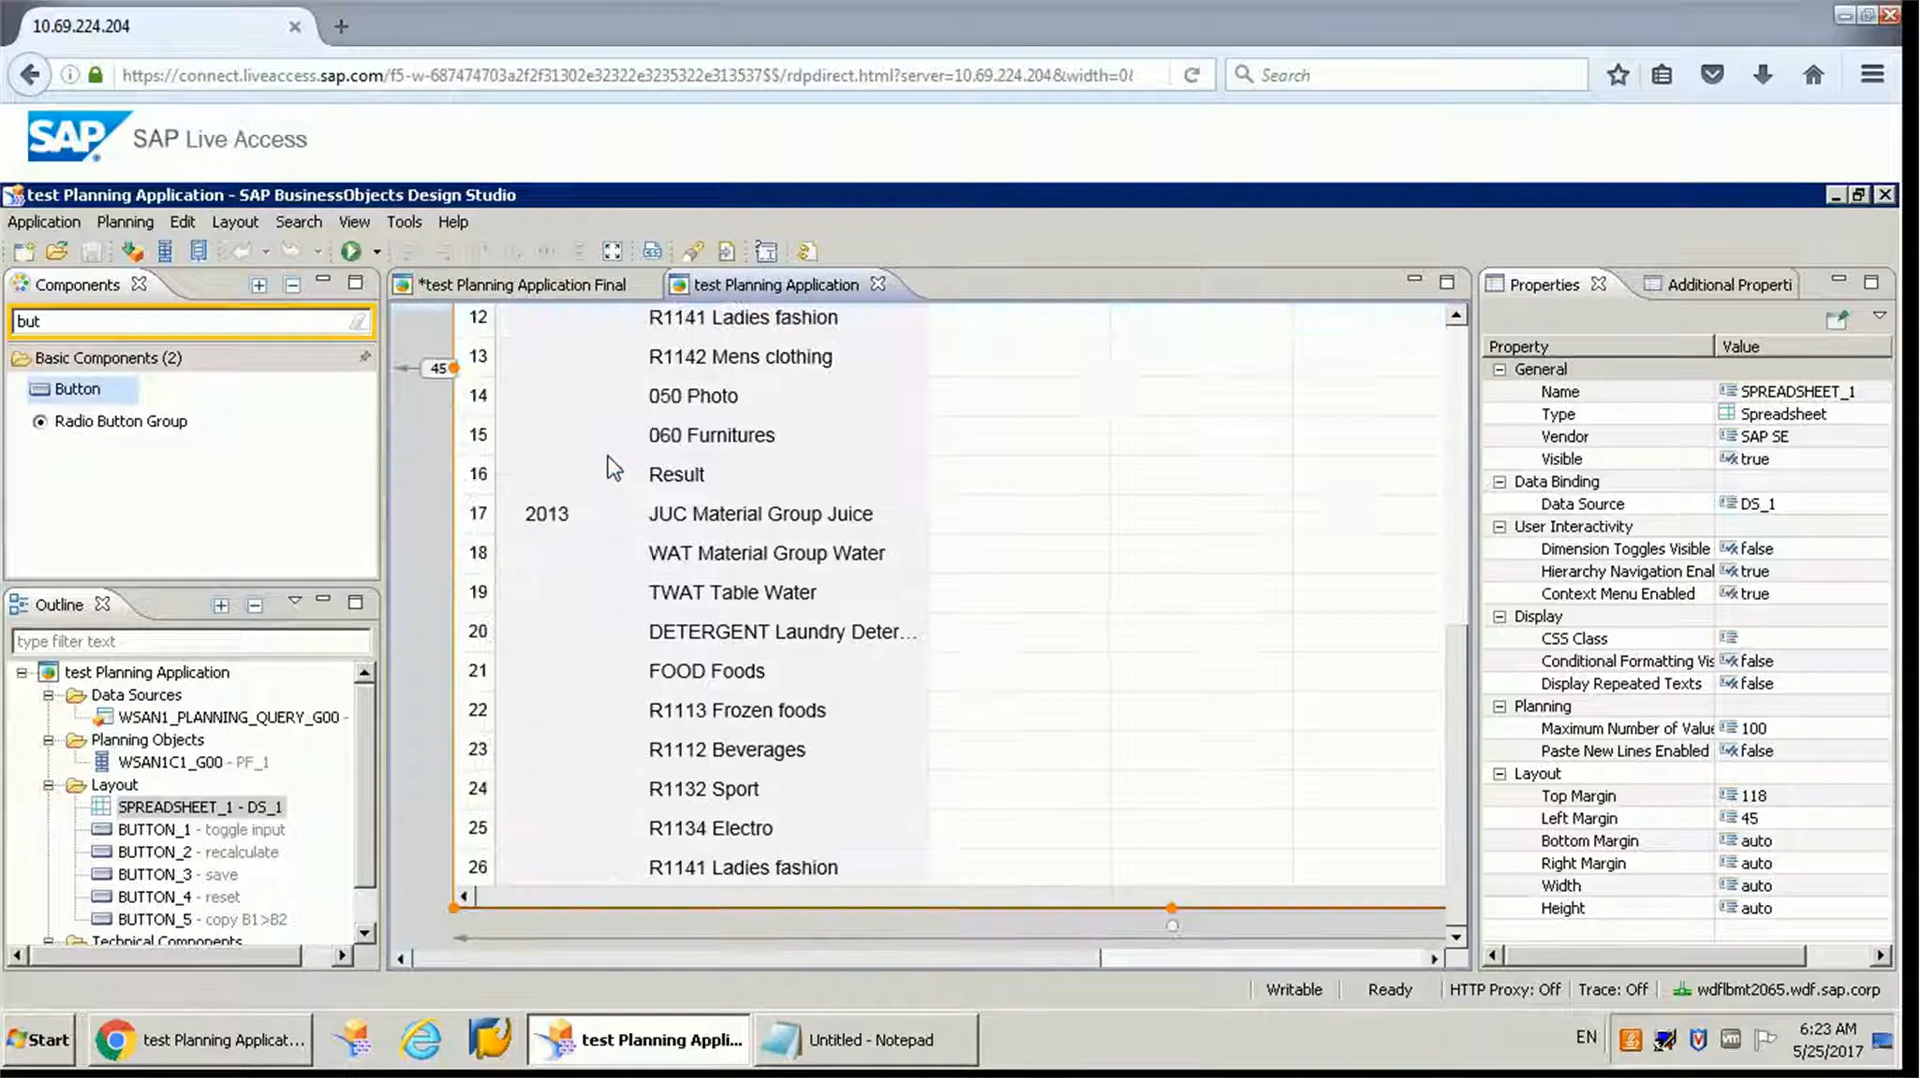 10.69.224.204
https://connect.liveaccess.sap.com/f5-w-687474703a2f2f31302e32322e3235322e313537$$/rdpdirect.html?server=10.69.224.204&width=0&
Search
SAP
SAP Live Access
test Planning Application - SAP BusinessObjects Design Studio
Application Planning Edit Layout Search View Tools Help
Components
but
Basic Components (2)
Button
Radio Button Group
Outline
type filter text
test Planning Application
Data Sources
WSAN1_PLANNING_QUERY_G00 -
Planning Objects
WSAN1C1_G00 - PF_1
Layout
SPREADSHEET_1 - DS_1
BUTTON_1 - toggle input
BUTTON_2 - recalculate
BUTTON_3 - save
BUTTON_4 - reset
BUTTON_5 - copy B1>B2
Technical Components
*test Planning Application Final
test Planning Application
45
12 R1141 Ladies fashion
13 R1142 Mens clothing
14 050 Photo
15 060 Furnitures
16 Result
17 2013 JUC Material Group Juice
18 WAT Material Group Water
19 TWAT Table Water
20 DETERGENT Laundry Deter...
21 FOOD Foods
22 R1113 Frozen foods
23 R1112 Beverages
24 R1132 Sport
25 R1134 Electro
26 R1141 Ladies fashion
Properties
Additional Properti
Property Value
General
Name SPREADSHEET_1
Type Spreadsheet
Vendor SAP SE
Visible true
Data Binding
Data Source DS_1
User Interactivity
Dimension Toggles Visible false
Hierarchy Navigation Enal true
Context Menu Enabled true
Display
CSS Class
Conditional Formatting Vis false
Display Repeated Texts false
Planning
Maximum Number of Value 100
Paste New Lines Enabled false
Layout
Top Margin 118
Left Margin 45
Bottom Margin auto
Right Margin auto
Width auto
Height auto
Writable Ready HTTP Proxy: Off Trace: Off wdflbmt2065.wdf.sap.corp
Start
test Planning Applicat...
test Planning Appli...
Untitled - Notepad
EN
6:23 AM
5/25/2017